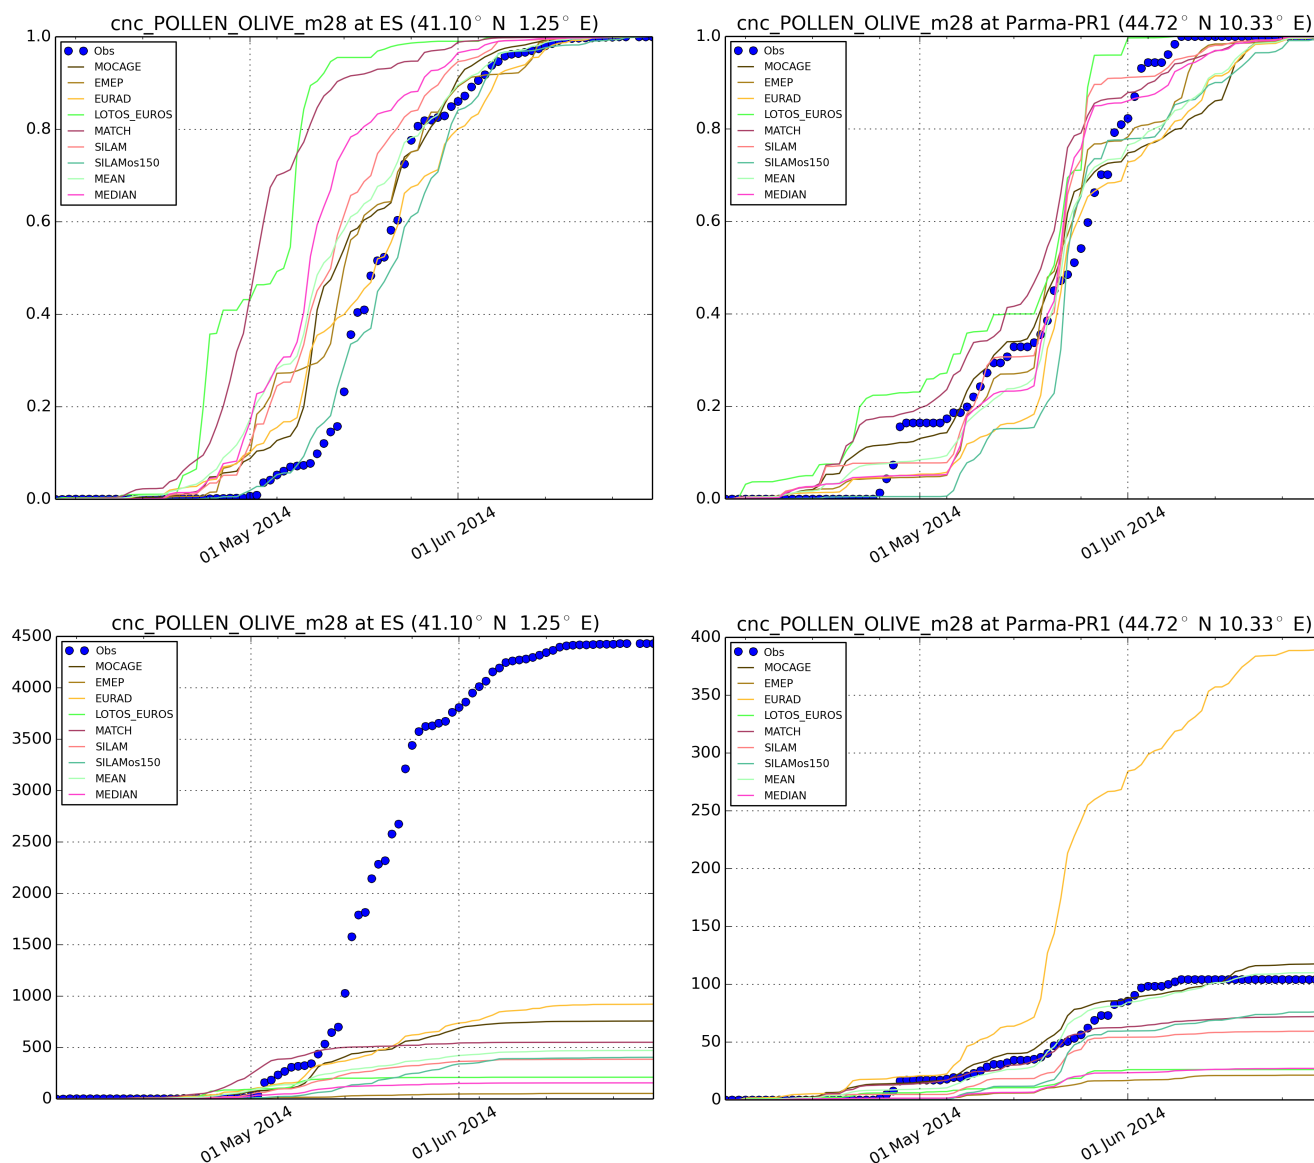 cnc_POLLEN_OLIVE_m28 at ES (41.10° N  1.25° E)
1.0
0.8
0.6
0.4
0.2
0.0
Obs
MOCAGE
EMEP
EURAD
LOTOS_EUROS
MATCH
SILAM
SILAMos150
MEAN
MEDIAN
01 May 2014
01 Jun 2014
cnc_POLLEN_OLIVE_m28 at Parma-PR1 (44.72° N 10.33° E)
1.0
0.8
0.6
0.4
0.2
0.0
Obs
MOCAGE
EMEP
EURAD
LOTOS_EUROS
MATCH
SILAM
SILAMos150
MEAN
MEDIAN
01 May 2014
01 Jun 2014
cnc_POLLEN_OLIVE_m28 at ES (41.10° N  1.25° E)
4500
4000
3500
3000
2500
2000
1500
1000
500
0
Obs
MOCAGE
EMEP
EURAD
LOTOS_EUROS
MATCH
SILAM
SILAMos150
MEAN
MEDIAN
01 May 2014
01 Jun 2014
cnc_POLLEN_OLIVE_m28 at Parma-PR1 (44.72° N 10.33° E)
400
350
300
250
200
150
100
50
0
Obs
MOCAGE
EMEP
EURAD
LOTOS_EUROS
MATCH
SILAM
SILAMos150
MEAN
MEDIAN
01 May 2014
01 Jun 2014